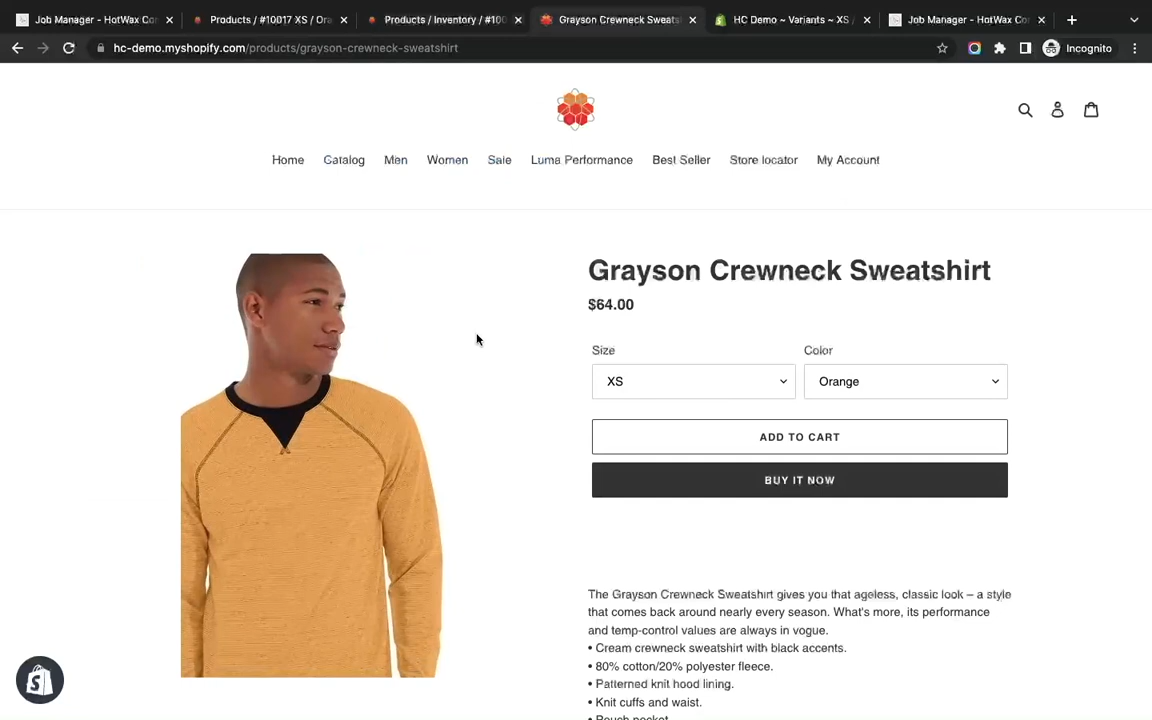 Job Manager - HotWax Co
Products / #10017 XS / Ora
Products / Inventory / #100
Grayson Crewneck Sweats
HC Demo ~ Variants ~ XS /
Job Manager - HotWax Co
hc-demo.myshopify.com/products/grayson-crewneck-sweatshirt
Incognito
Home Catalog Men Women Sale Luma Performance Best Seller Store locator My Account
Grayson Crewneck Sweatshirt
$64.00
Size Color
XS Orange
ADD TO CART
BUY IT NOW
The Grayson Crewneck Sweatshirt gives you that ageless, classic look – a style
that comes back around nearly every season. What's more, its performance
and temp-control values are always in vogue.
• Cream crewneck sweatshirt with black accents.
• 80% cotton/20% polyester fleece.
• Patterned knit hood lining.
• Knit cuffs and waist.
• Pouch pocket.